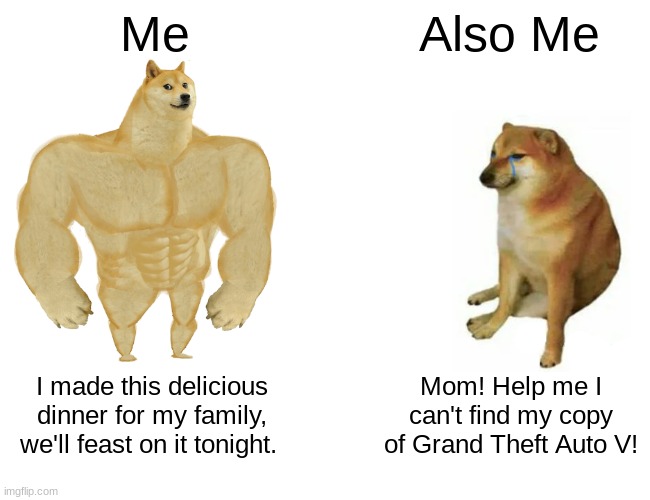 Me
Also Me
I made this delicious
dinner for my family,
we'll feast on it tonight.
Mom! Help me I
can't find my copy
of Grand Theft Auto V!
imgflip.com